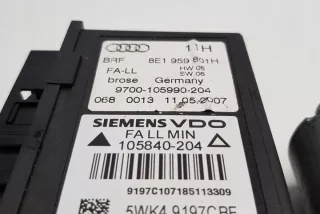 11H
BRF 8E1 959 801H
FA-LL HW 05
SW 06
brose Germany
9700-105990-204
068 0013 11.05.2007
SIEMENS VDO
FA LL MIN
105840-204
9197C107185113309
5WK4 9197CBF